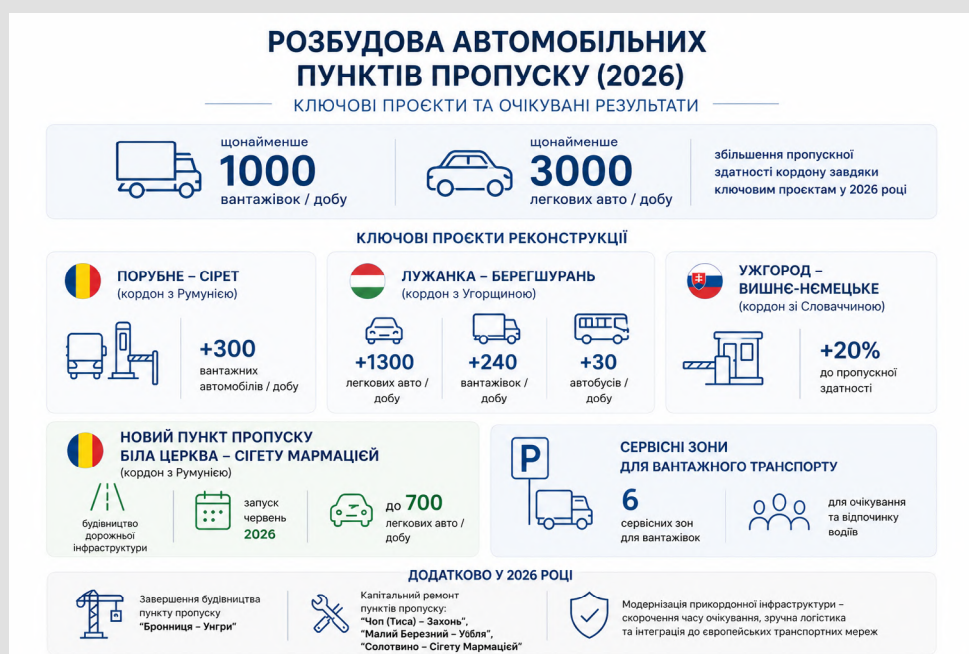 РОЗБУДОВА АВТОМОБІЛЬНИХ
ПУНКТІВ ПРОПУСКУ (2026)
КЛЮЧОВІ ПРОЄКТИ ТА ОЧІКУВАНІ РЕЗУЛЬТАТИ
щонайменше
1000
вантажівок / добу
щонайменше
3000
легкових авто / добу
збільшення пропускної
здатності кордону завдяки
ключовим проєктам у 2026 році
КЛЮЧОВІ ПРОЄКТИ РЕКОНСТРУКЦІЇ
ПОРУБНЕ – СІРЕТ
(кордон з Румунією)
+300
вантажних
автомобілів / добу
ЛУЖАНКА – БЕРЕГШУРАНЬ
(кордон з Угорщиною)
+1300
легкових авто /
добу
+240
вантажівок /
добу
+30
автобусів /
добу
УЖГОРОД –
ВИШНЄ-НЄМЕЦЬКЕ
(кордон зі Словаччиною)
+20%
до пропускної
здатності
НОВИЙ ПУНКТ ПРОПУСКУ
БІЛА ЦЕРКВА – СІГЕТУ МАРМАЦІЄЙ
(кордон з Румунією)
будівництво
дорожньої
інфраструктури
запуск
червень
2026
до 700
легкових авто /
добу
P
СЕРВІСНІ ЗОНИ
ДЛЯ ВАНТАЖНОГО ТРАНСПОРТУ
6
сервісних зон
для вантажівок
для очікування
та відпочинку
водіїв
ДОДАТКОВО У 2026 РОЦІ
Завершення будівництва
пункту пропуску
"Бронниця – Унгри"
Капітальний ремонт
пунктів пропуску:
"Чоп (Тиса) – Захонь",
"Малий Березний – Убля",
"Солотвино – Сігету Мармацієй"
Модернізація прикордонної інфраструктури –
скорочення часу очікування, зручна логістика
та інтеграція до європейських транспортних мереж